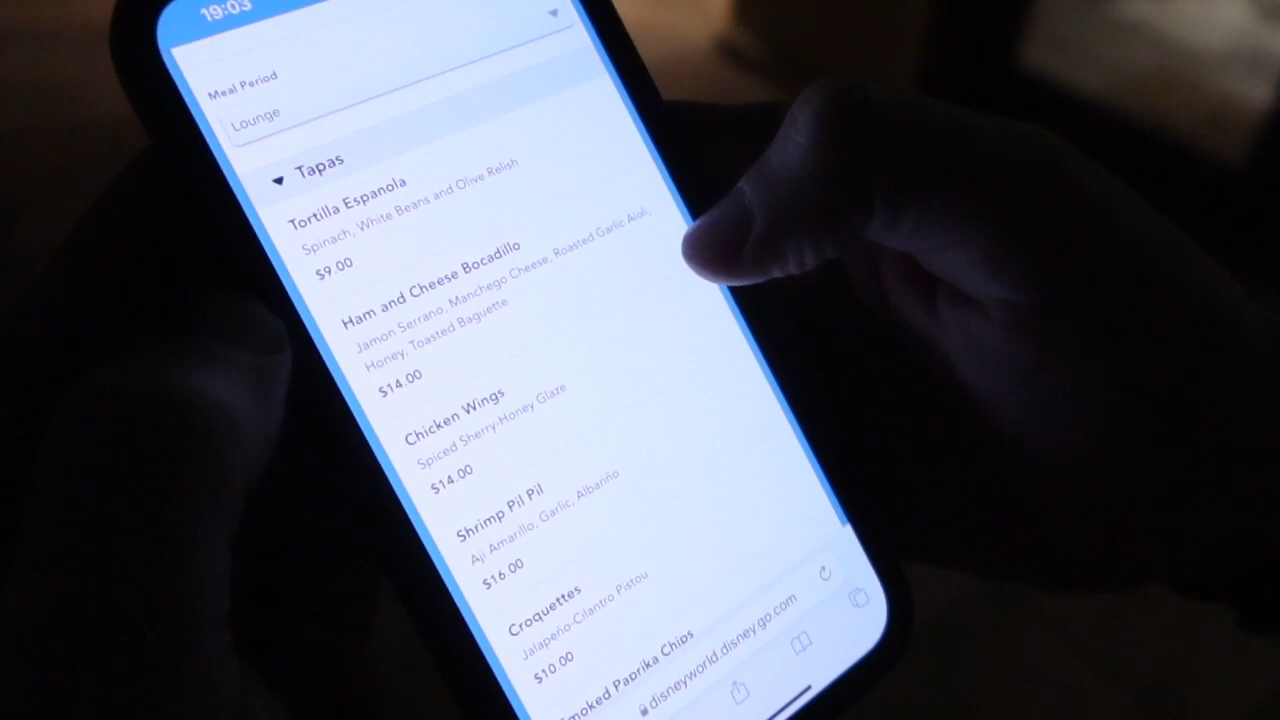 19:03
Meal Period
Lounge
Tapas
Tortilla Espanola
Spinach, White Beans and Olive Relish
$9.00
Ham and Cheese Bocadillo
Jamon Serrano, Manchego Cheese, Roasted Garlic Aioli,
Honey, Toasted Baguette
$14.00
Chicken Wings
Spiced Sherry-Honey Glaze
$14.00
Shrimp Pil Pil
Aji Amarillo, Garlic, Albariño
$16.00
Croquettes
Jalapeño-Cilantro Pistou
$10.00
moked Paprika Chips
disneyworld.disney.go.com